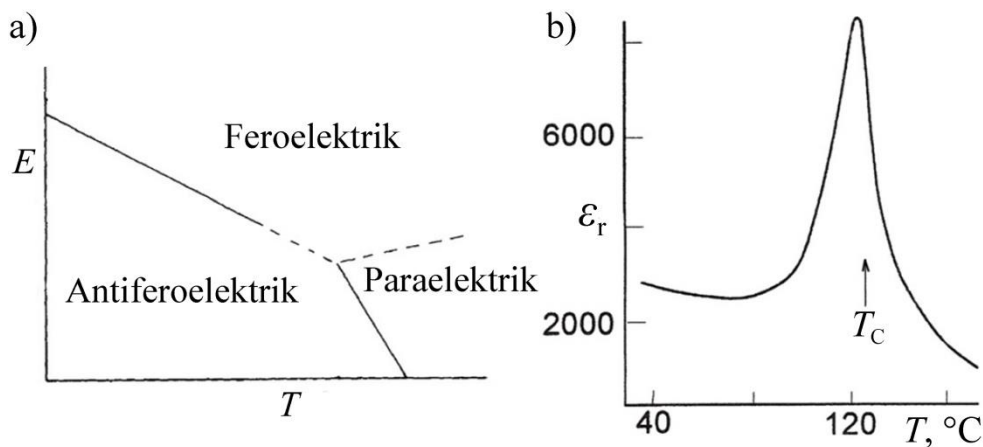 a)
Feroelektrik
E
Antiferoelektrik
Paraelektrik
T
b)
6000
εr
2000
TC
40
120
T, °C